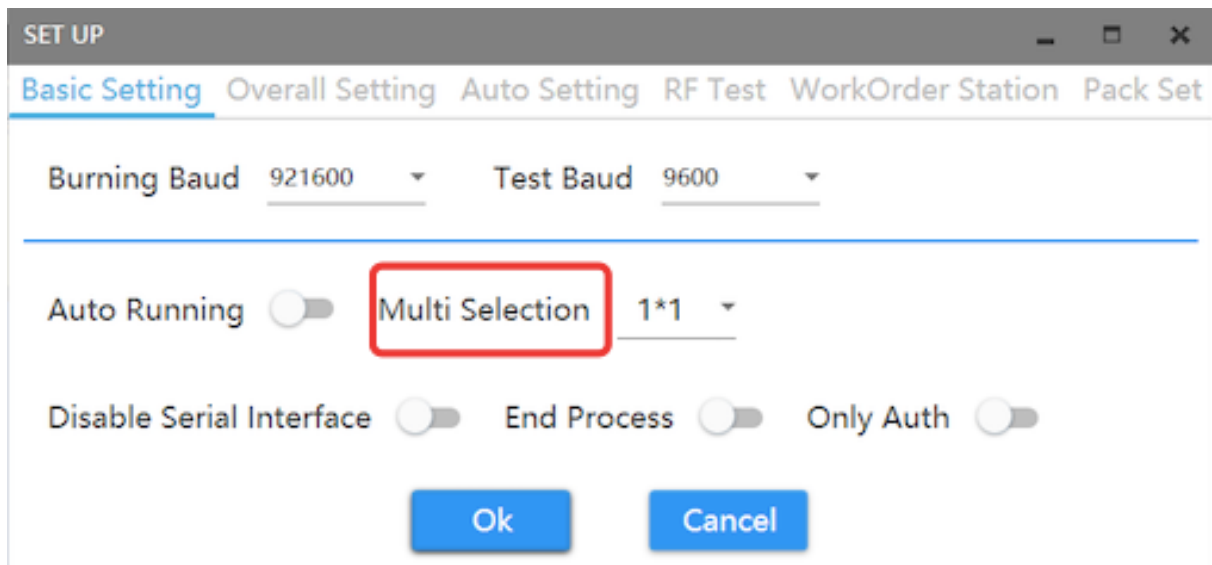 SET UP
Basic Setting Overall Setting Auto Setting RF Test WorkOrder Station Pack Set
Burning Baud 921600 Test Baud 9600
Auto Running Multi Selection 1*1
Disable Serial Interface End Process Only Auth
Ok Cancel